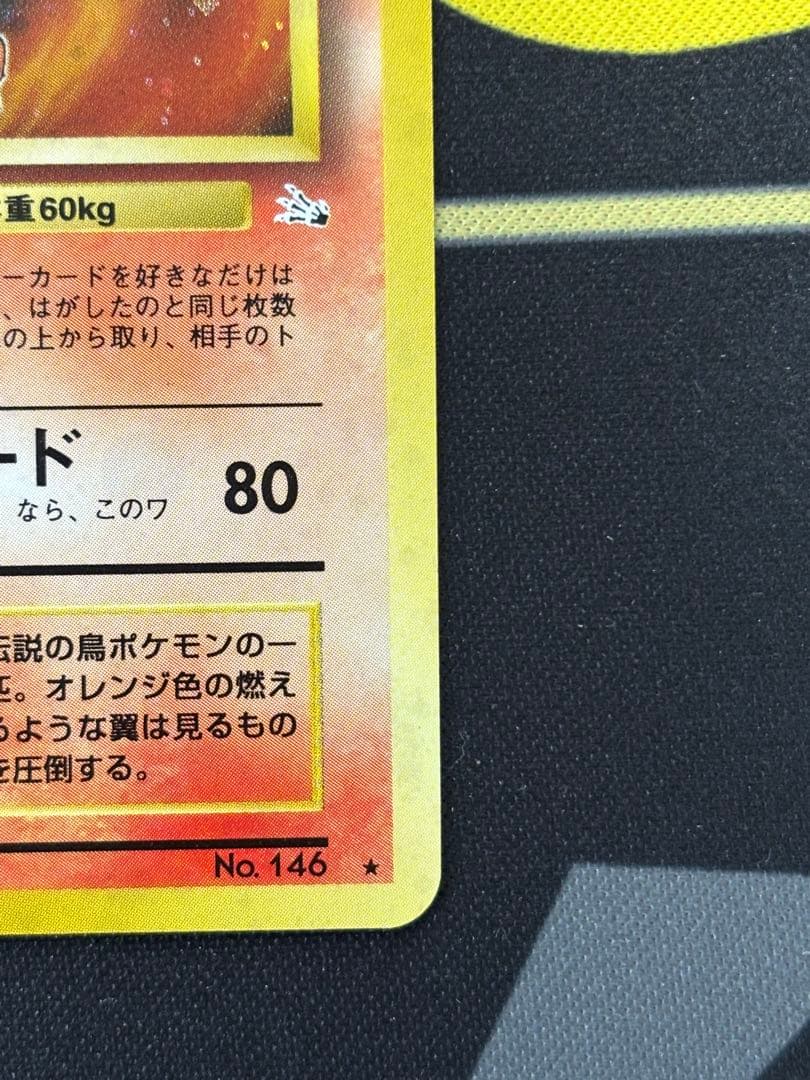 重60kg
ーカードを好きなだけは
、はがしたのと同じ枚数
の上から取り、相手のト
ード
80
なら、このワ
伝説の鳥ポケモンの一
匹。オレンジ色の燃え
るような翼は見るもの
を圧倒する。
No. 146 ★